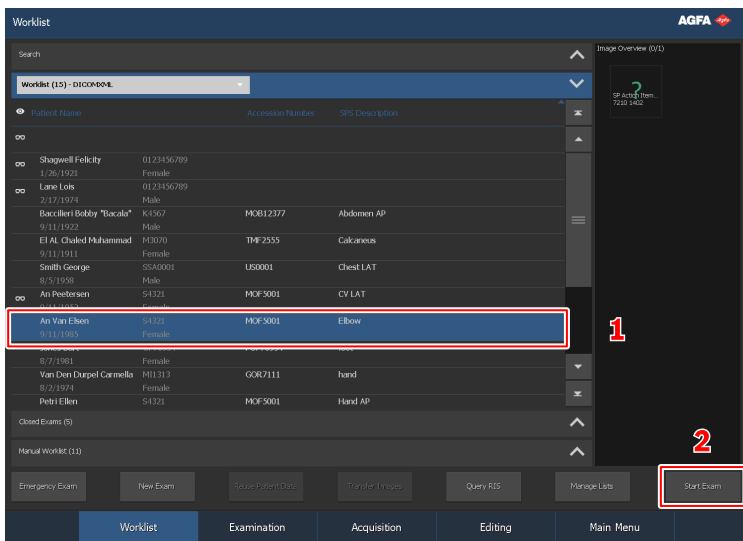 Worklist
AGFA
Search
Image Overview (0/1)
Worklist (15) - DICOMXML
SP Action Item...
7210 1402
Patient Name Accession Number SPS Description
Shagwell Felicity 0123456789
1/26/1921 Female
Lane Lois 0123456789
2/17/1974 Male
Baccilieri Bobby "Bacala" K4567 MOB12377 Abdomen AP
9/11/1922 Male
El AL Chaled Muhammad M3070 TMF2555 Calcaneus
9/11/1911 Female
Smith George SSA0001 US0001 Chest LAT
8/5/1958 Male
An Peetersen S4321 MOF5001 CV LAT
An Van Elsen S4321 MOF5001 Elbow
9/11/1985 Female
1
8/7/1981 Female
Van Den Durpel Carmella MI1313 GOR7111 hand
8/2/1974 Female
Petri Ellen S4321 MOF5001 Hand AP
Closed Exams (5)
Manual Worklist (11)
2
Emergency Exam New Exam Reuse Patient Data Transfer Images Query RIS Manage Lists Start Exam
Worklist Examination Acquisition Editing Main Menu